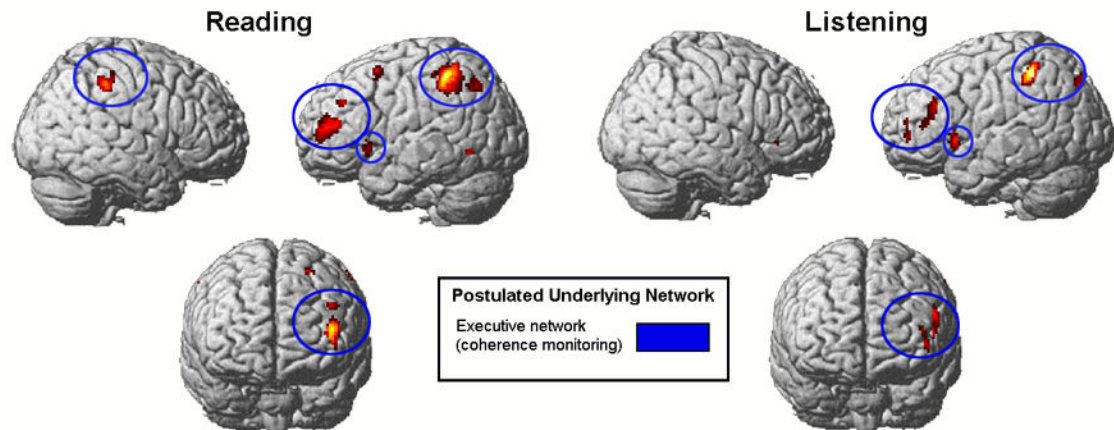 Reading
Listening
Postulated Underlying Network
Executive network
(coherence monitoring)